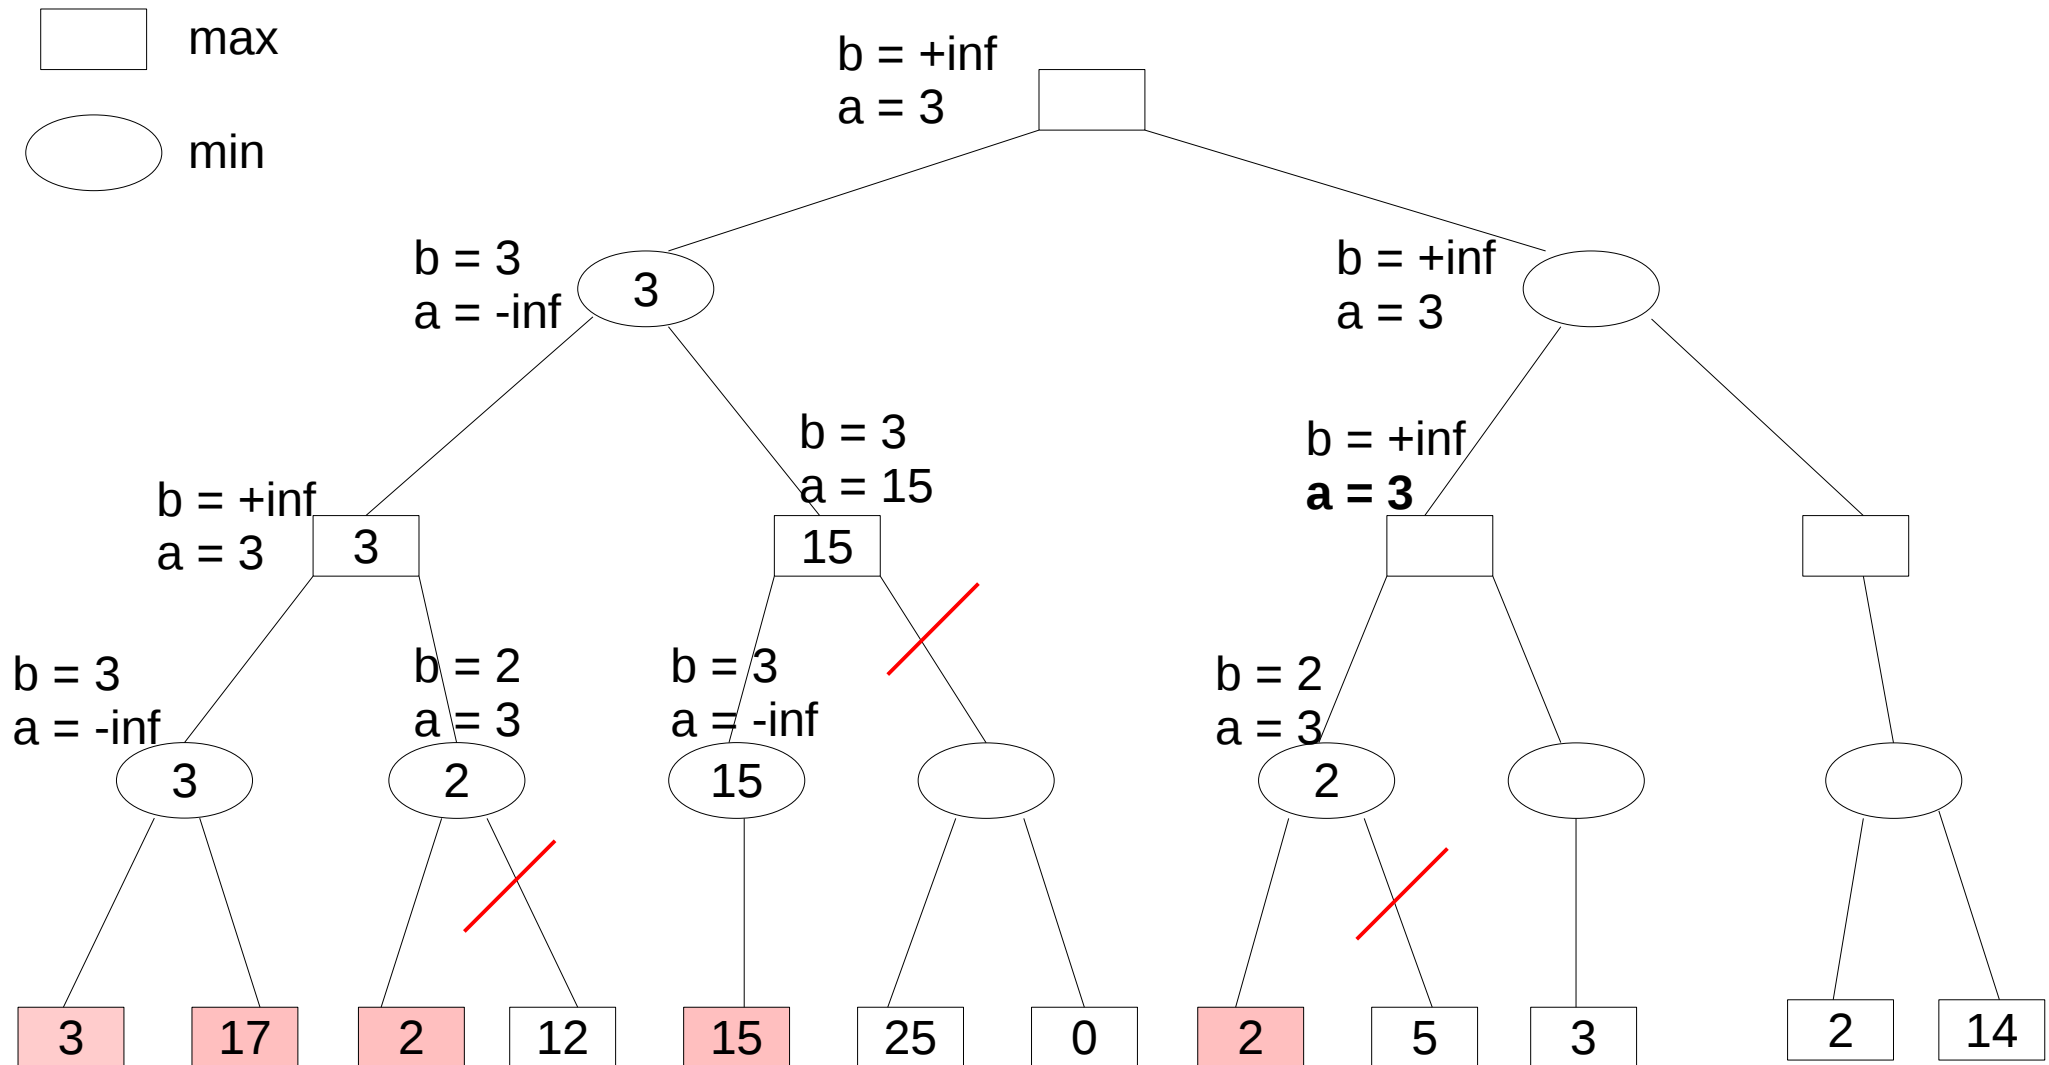 max
min
b = +inf
a = 3
b = 3
a = -inf
3
b = +inf
a = 3
b = 3
a = 15
b = +inf
a = 3
b = +inf
a = 3
3
15
b = 3
a = -inf
b = 2
a = 3
b = 3
a = -inf
b = 2
a = 3
3
2
15
2
3
17
2
12
15
25
0
2
5
3
2
14